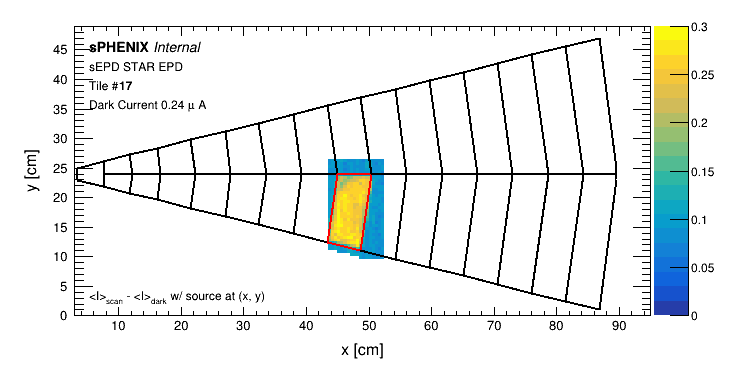 sPHENIX Internal
sEPD STAR EPD
Tile #17
Dark Current 0.24 μ A
<I>scan - <I>dark w/ source at (x, y)
y [cm]
45
40
35
30
25
20
15
10
5
0
10 20 30 40 50 60 70 80 90
x [cm]
0.3
0.25
0.2
0.15
0.1
0.05
0